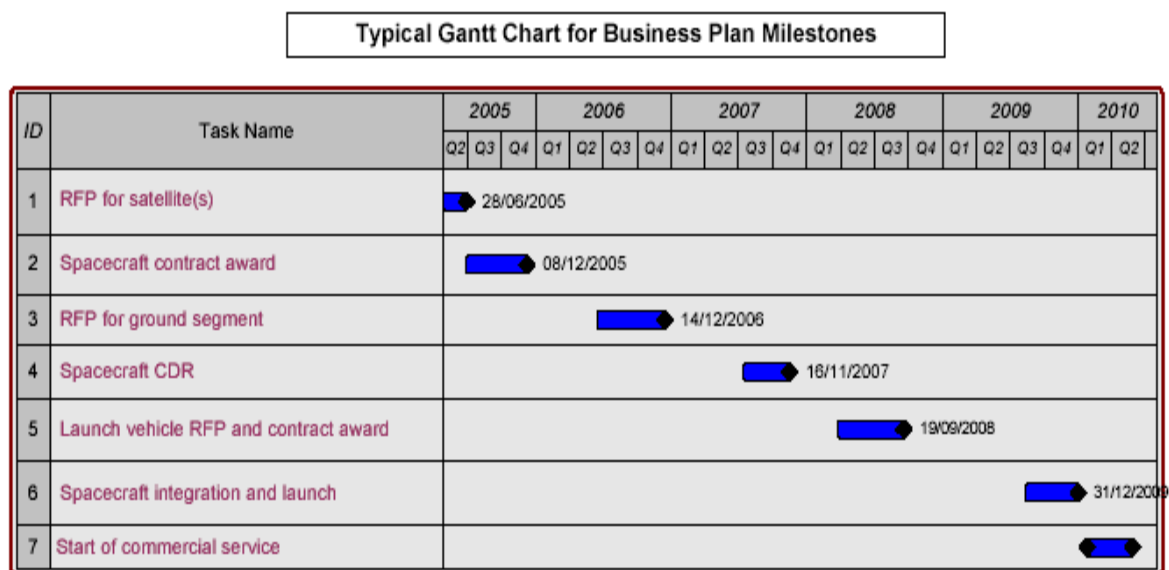 Typical Gantt Chart for Business Plan Milestones
ID Task Name 2005 2006 2007 2008 2009 2010
Q2 Q3 Q4 Q1 Q2 Q3 Q4 Q1 Q2 Q3 Q4 Q1 Q2 Q3 Q4 Q1 Q2 Q3 Q4 Q1 Q2
1 RFP for satellite(s) 28/06/2005
2 Spacecraft contract award 08/12/2005
3 RFP for ground segment 14/12/2006
4 Spacecraft CDR 16/11/2007
5 Launch vehicle RFP and contract award 19/09/2008
6 Spacecraft integration and launch 31/12/2009
7 Start of commercial service